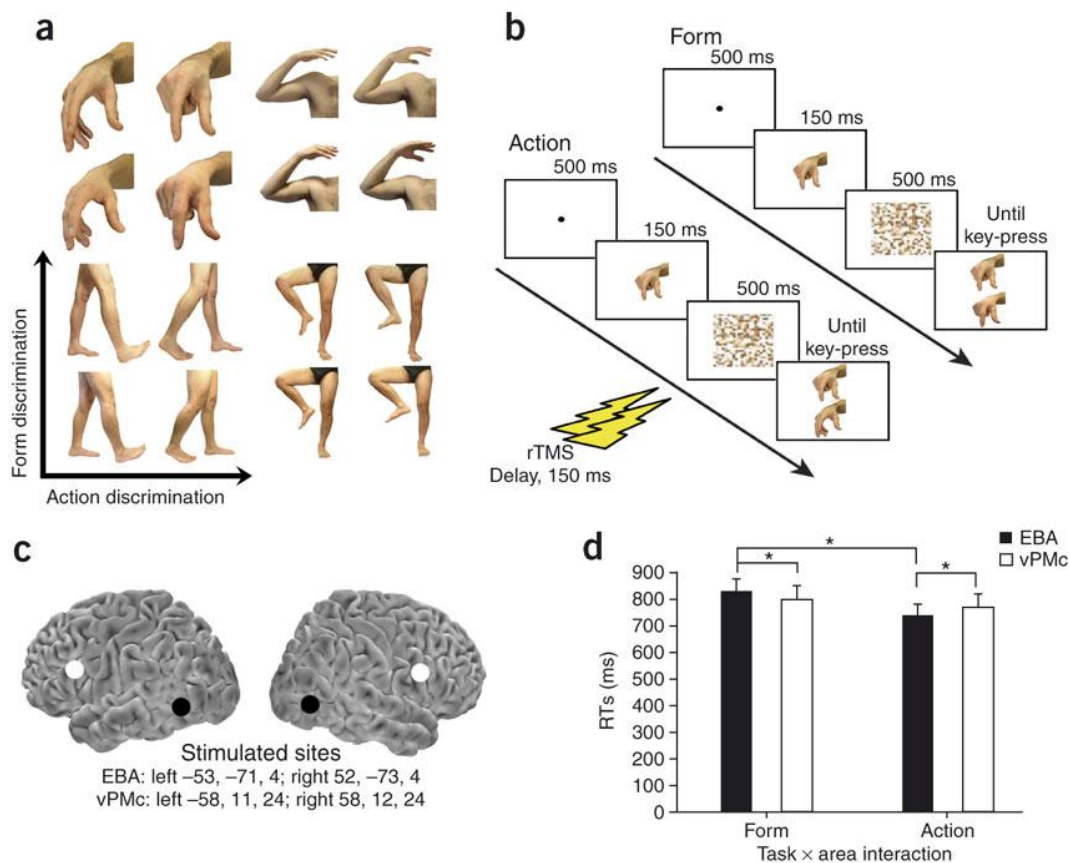 a
Form discrimination
Action discrimination
b
Form
500 ms
150 ms
500 ms
Until
key-press
Action
500 ms
150 ms
500 ms
Until
key-press
rTMS
Delay, 150 ms
c
Stimulated sites
EBA: left –53, –71, 4; right 52, –73, 4
vPMc: left –58, 11, 24; right 58, 12, 24
d
EBA
vPMc
*
*
*
900
800
700
600
500
400
300
200
100
0
RTs (ms)
Form
Action
Task × area interaction